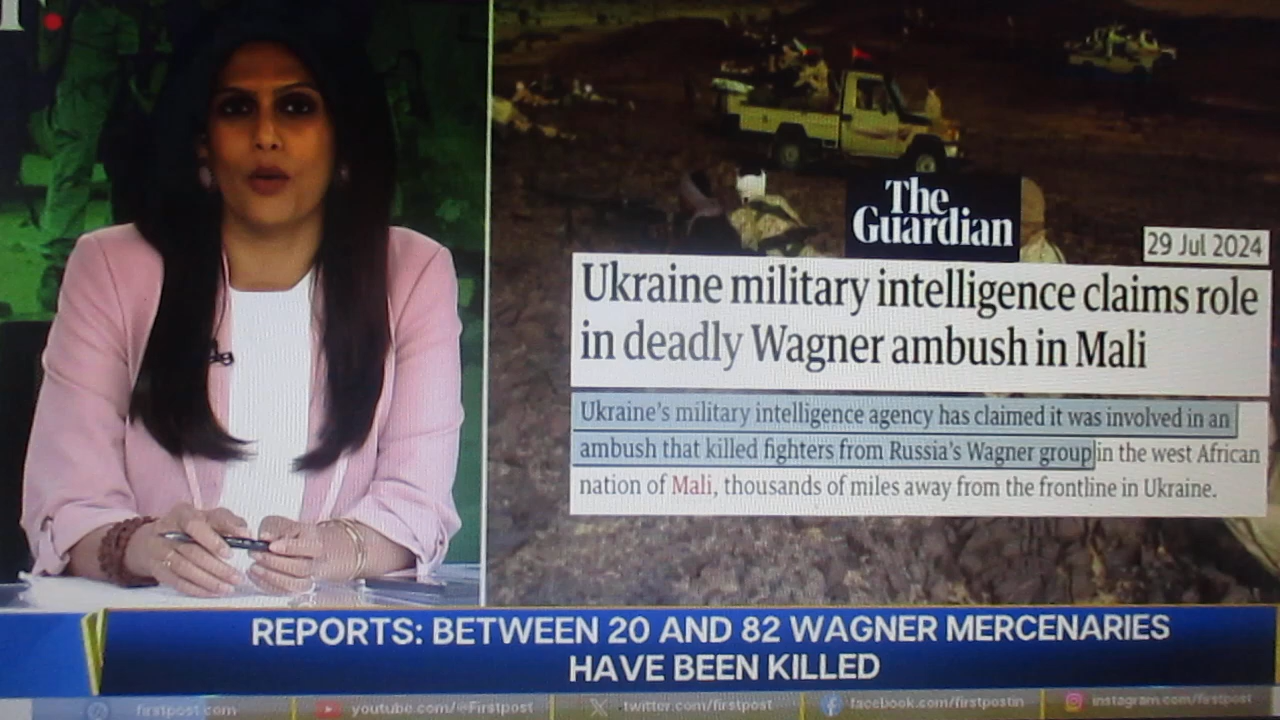 The
Guardian
29 Jul 2024
Ukraine military intelligence claims role
in deadly Wagner ambush in Mali
Ukraine's military intelligence agency has claimed it was involved in an
ambush that killed fighters from Russia's Wagner group in the west African
nation of Mali, thousands of miles away from the frontline in Ukraine.
REPORTS: BETWEEN 20 AND 82 WAGNER MERCENARIES
HAVE BEEN KILLED
firstpost.com youtube.com/@Firstpost twitter.com/firstpost facebook.com/firstpostin instagram.com/firstpost